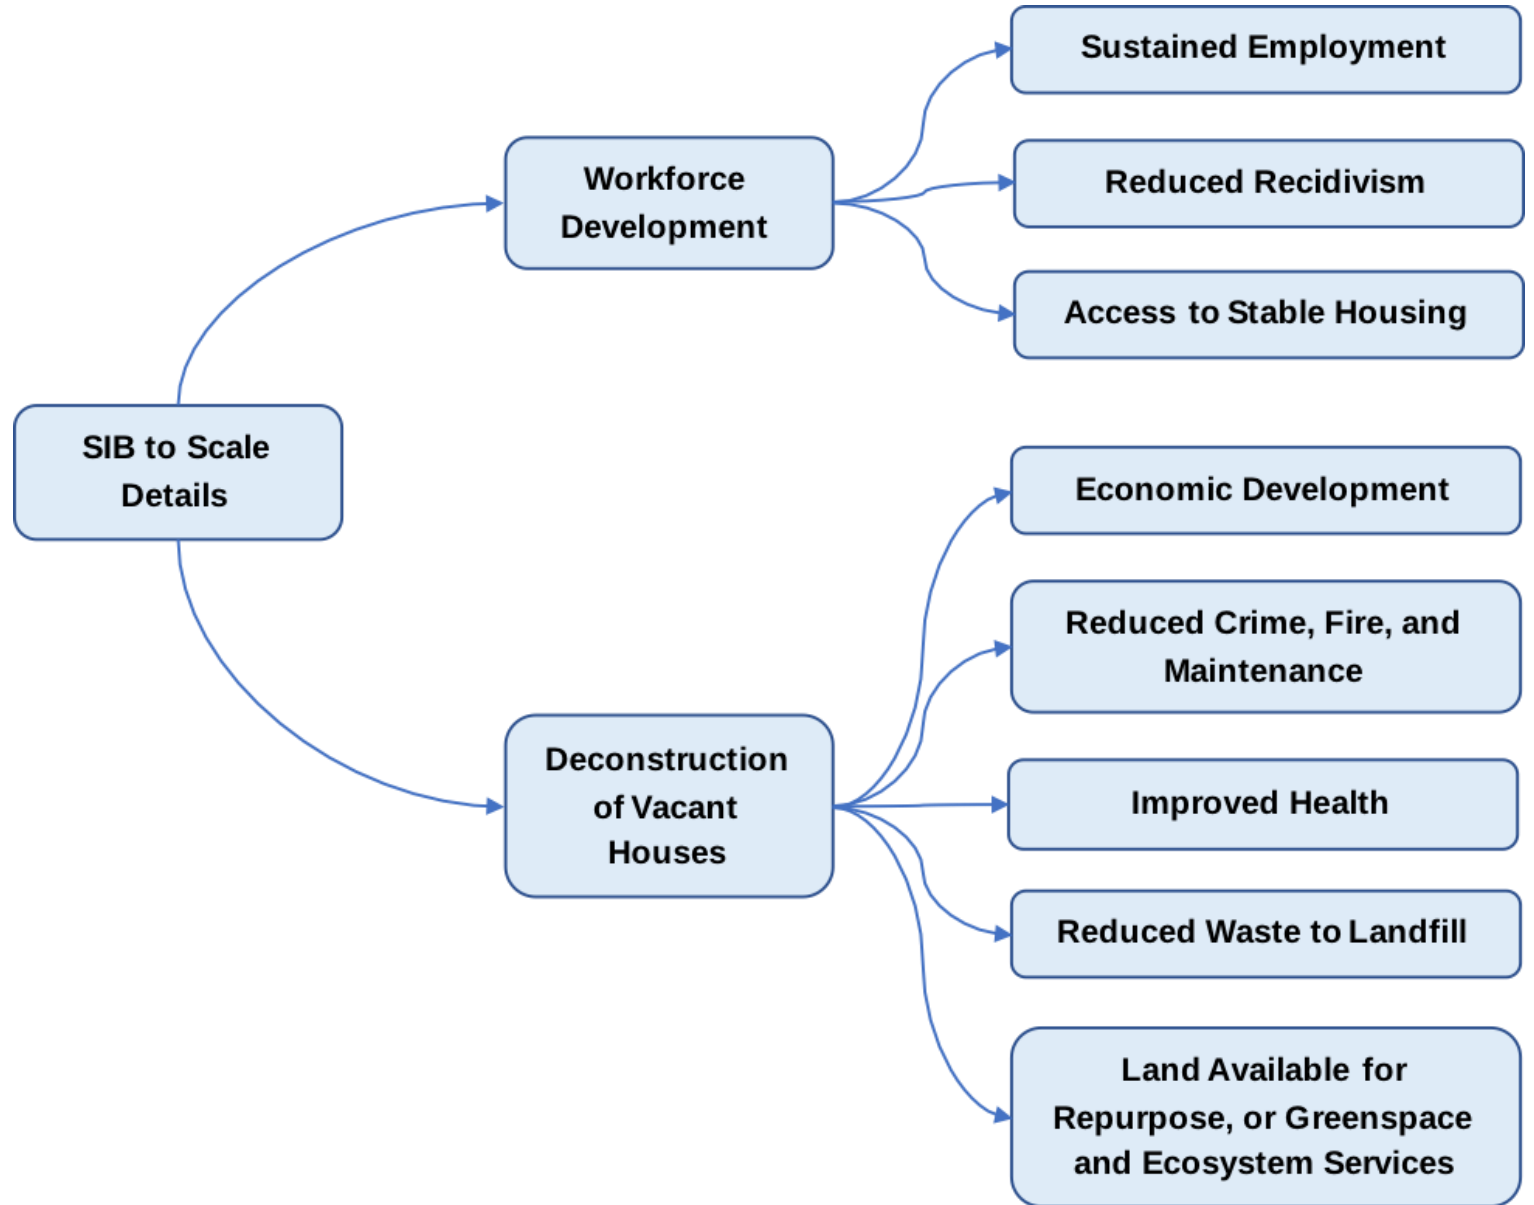 Sustained Employment
Workforce
Development
Reduced Recidivism
Access to Stable Housing
SIB to Scale
Details
Economic Development
Reduced Crime, Fire, and
Maintenance
Deconstruction
of Vacant
Houses
Improved Health
Reduced Waste to Landfill
Land Available for
Repurpose, or Greenspace
and Ecosystem Services